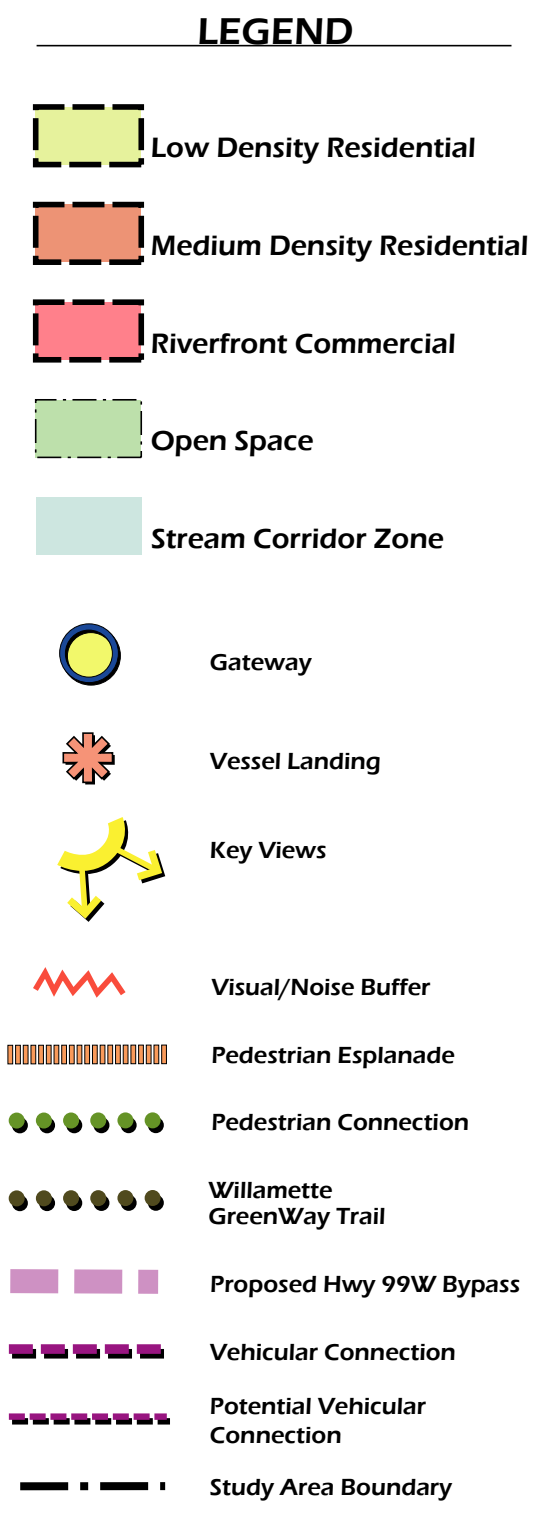 LEGEND
Low Density Residential
Medium Density Residential
Riverfront Commercial
Open Space
Stream Corridor Zone
Gateway
Vessel Landing
Key Views
Visual/Noise Buffer
Pedestrian Esplanade
Pedestrian Connection
Willamette
GreenWay Trail
Proposed Hwy 99W Bypass
Vehicular Connection
Potential Vehicular
Connection
Study Area Boundary